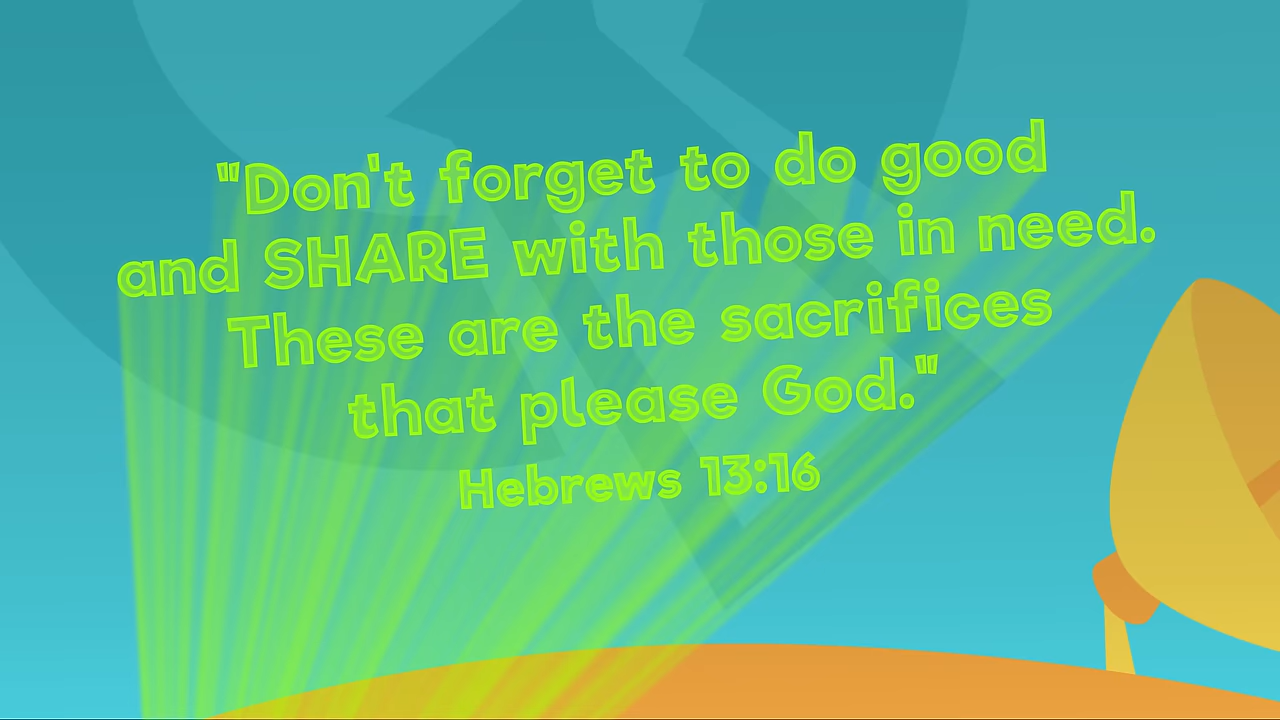 "Don't forget to do good
and SHARE with those in need.
These are the sacrifices
that please God."
Hebrews 13:16